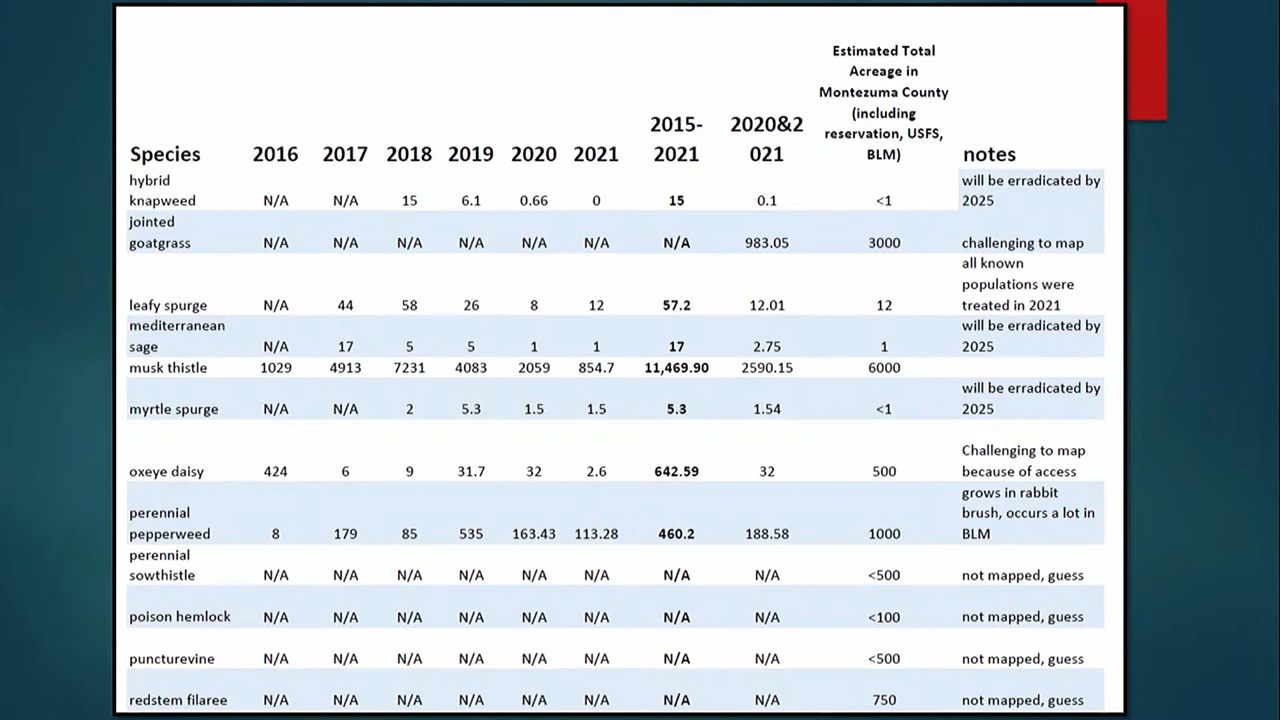 Estimated Total
Acreage in
Montezuma County
(including
reservation, USFS,
BLM)
2015-
2021
2020&2
021
Species 2016 2017 2018 2019 2020 2021 notes
hybrid
knapweed N/A N/A 15 6.1 0.66 0 15 0.1 <1 will be erradicated by
2025
jointed
goatgrass N/A N/A N/A N/A N/A N/A N/A 983.05 3000 challenging to map
leafy spurge N/A 44 58 26 8 12 57.2 12.01 12 all known
populations were
treated in 2021
mediterranean
sage N/A 17 5 5 1 1 17 2.75 1 will be erradicated by
2025
musk thistle 1029 4913 7231 4083 2059 854.7 11,469.90 2590.15 6000
myrtle spurge N/A N/A 2 5.3 1.5 1.5 5.3 1.54 <1 will be erradicated by
2025
oxeye daisy 424 6 9 31.7 32 2.6 642.59 32 500 Challenging to map
because of access
perennial
pepperweed 8 179 85 535 163.43 113.28 460.2 188.58 1000 grows in rabbit
brush, occurs a lot in
BLM
perennial
sowthistle N/A N/A N/A N/A N/A N/A N/A N/A <500 not mapped, guess
poison hemlock N/A N/A N/A N/A N/A N/A N/A N/A <100 not mapped, guess
puncturevine N/A N/A N/A N/A N/A N/A N/A N/A <500 not mapped, guess
redstem filaree N/A N/A N/A N/A N/A N/A N/A N/A 750 not mapped, guess